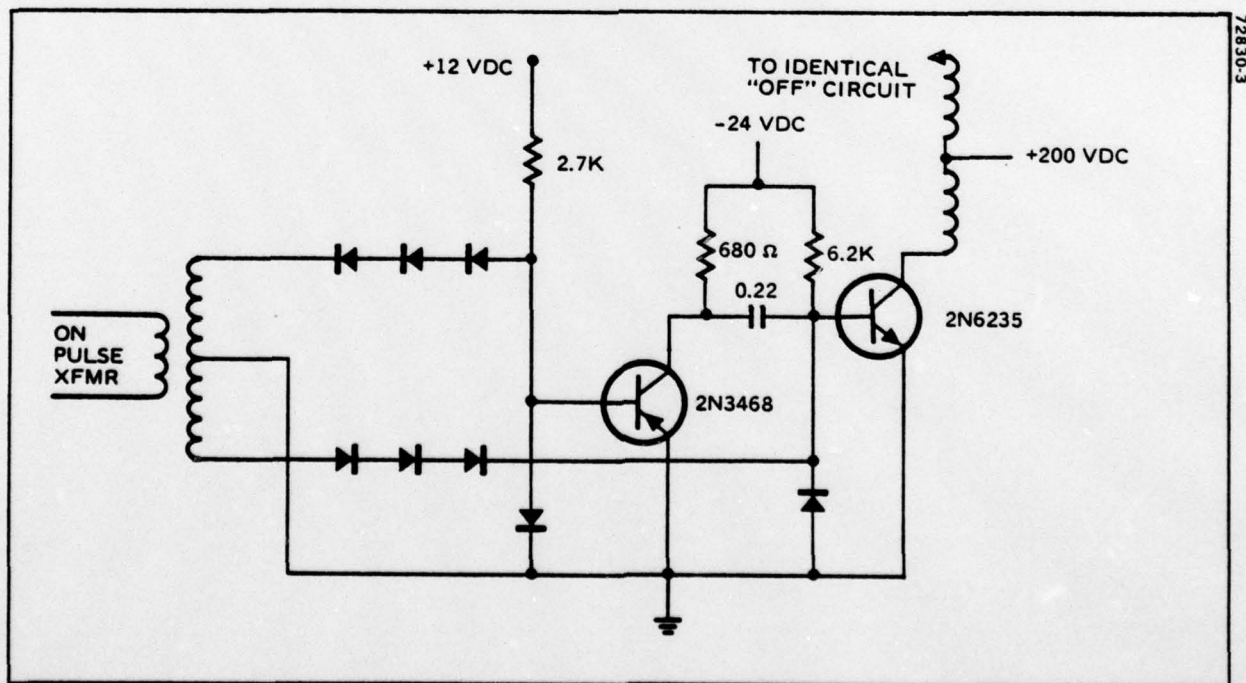 72830-3
+12 VDC
2.7K
TO IDENTICAL
"OFF" CIRCUIT
-24 VDC
+200 VDC
680 Ω
6.2K
0.22
2N6235
2N3468
ON
PULSE
XFMR